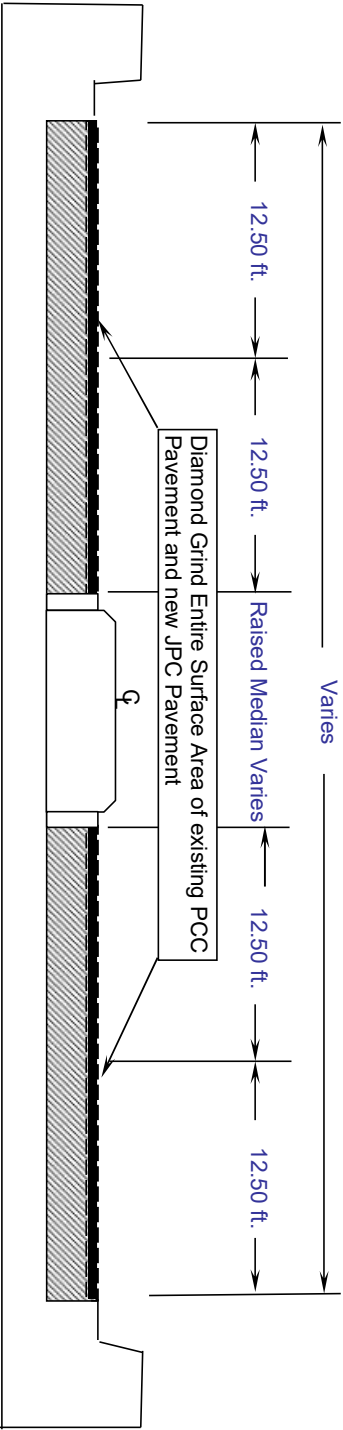 Varies
12.50 ft.
12.50 ft.
Raised Median Varies
12.50 ft.
12.50 ft.
Diamond Grind Entire Surface Area of existing PCC
Pavement and new JPC Pavement
℄